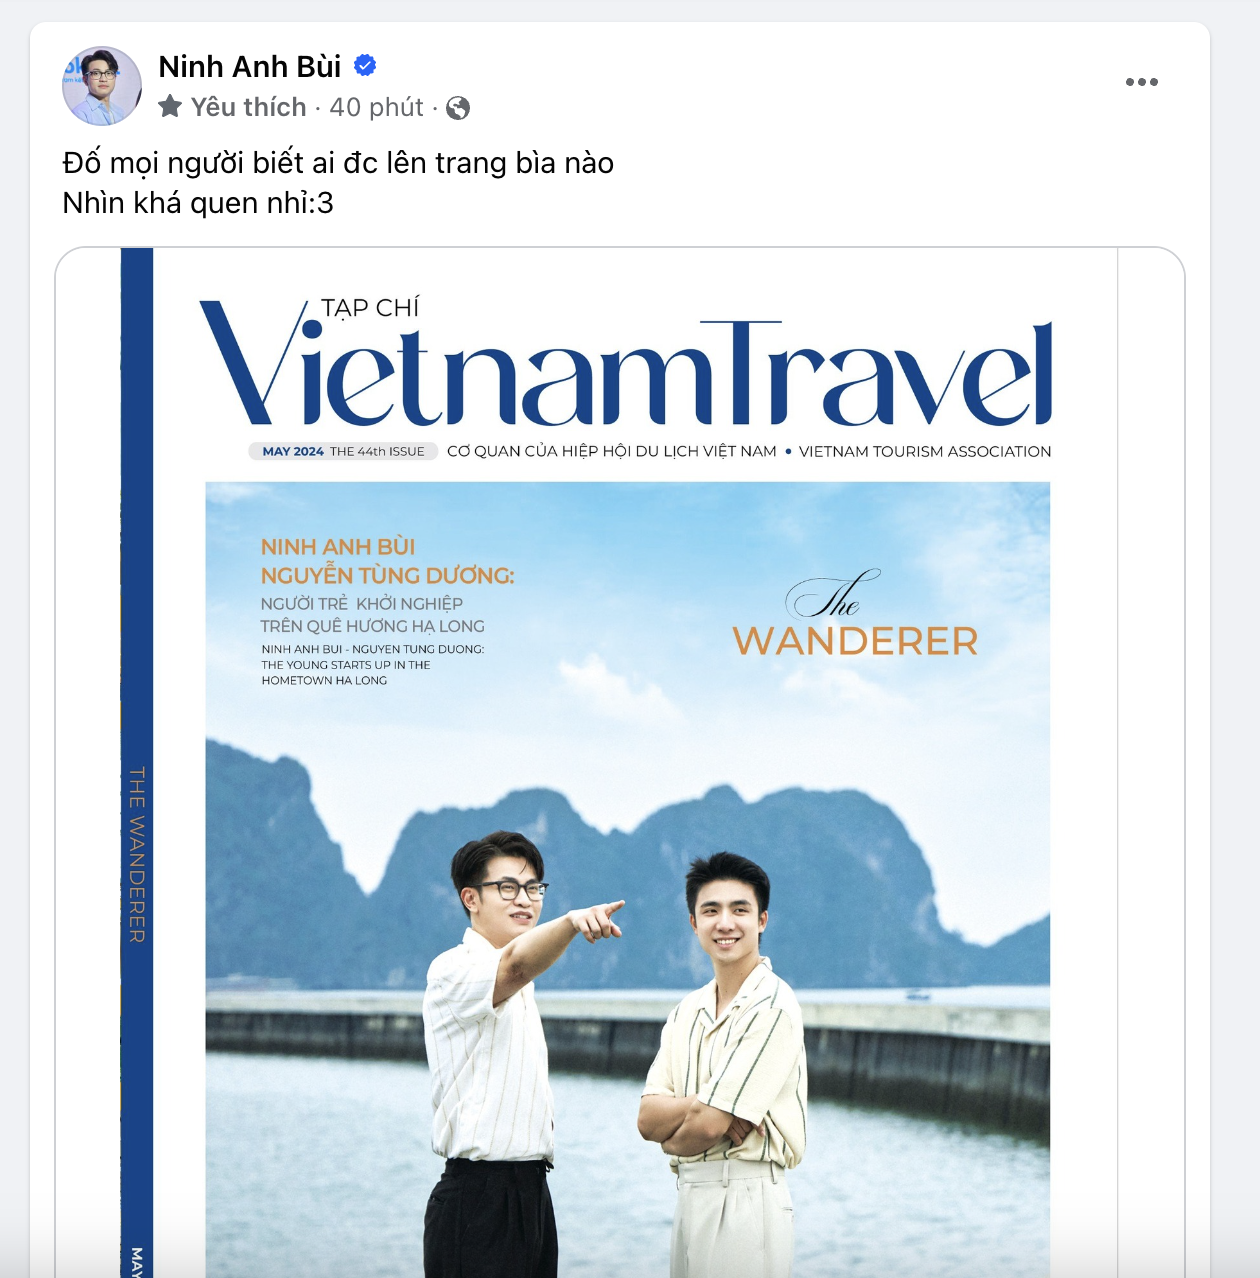 Ninh Anh Bùi
Yêu thích · 40 phút ·
Đố mọi người biết ai đc lên trang bìa nào
Nhìn khá quen nhỉ:3
TẠP CHÍ
VietnamTravel
MAY 2024 THE 44th ISSUE CƠ QUAN CỦA HIỆP HỘI DU LỊCH VIỆT NAM • VIETNAM TOURISM ASSOCIATION
NINH ANH BÙI
NGUYỄN TÙNG DƯƠNG:
NGƯỜI TRẺ KHỞI NGHIỆP
TRÊN QUÊ HƯƠNG HẠ LONG
NINH ANH BUI - NGUYEN TUNG DUONG:
THE YOUNG STARTS UP IN THE
HOMETOWN HA LONG
The
WANDERER
THE WANDERER
MAY